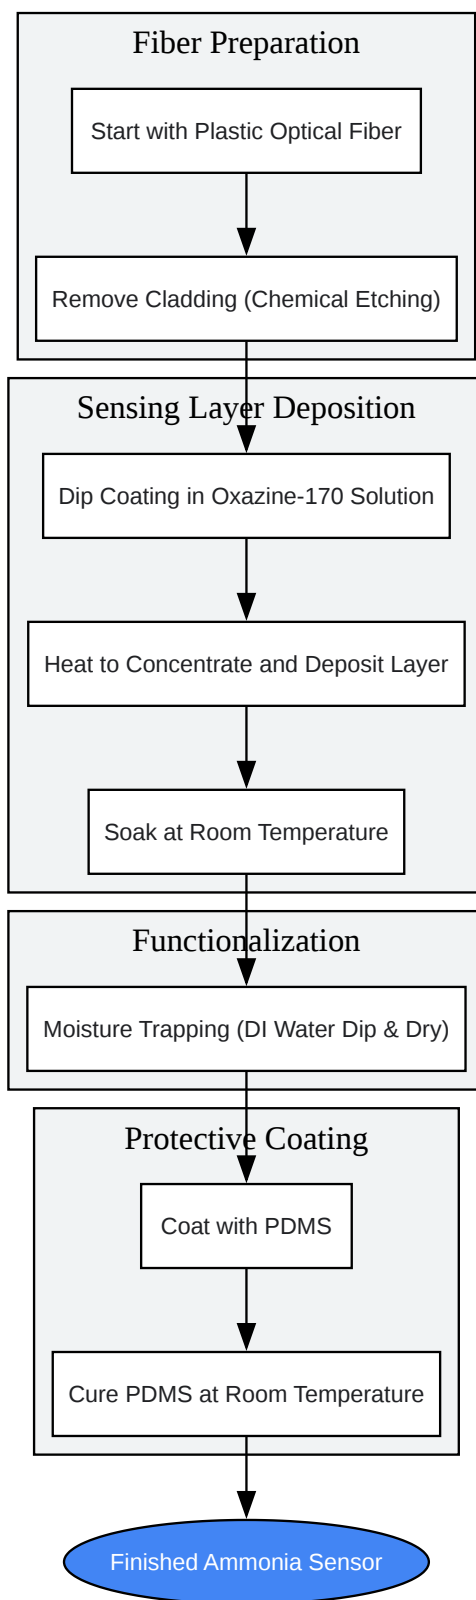 Fiber Preparation
Start with Plastic Optical Fiber
Remove Cladding (Chemical Etching)
Sensing Layer Deposition
Dip Coating in Oxazine-170 Solution
Heat to Concentrate and Deposit Layer
Soak at Room Temperature
Functionalization
Moisture Trapping (DI Water Dip & Dry)
Protective Coating
Coat with PDMS
Cure PDMS at Room Temperature
Finished Ammonia Sensor